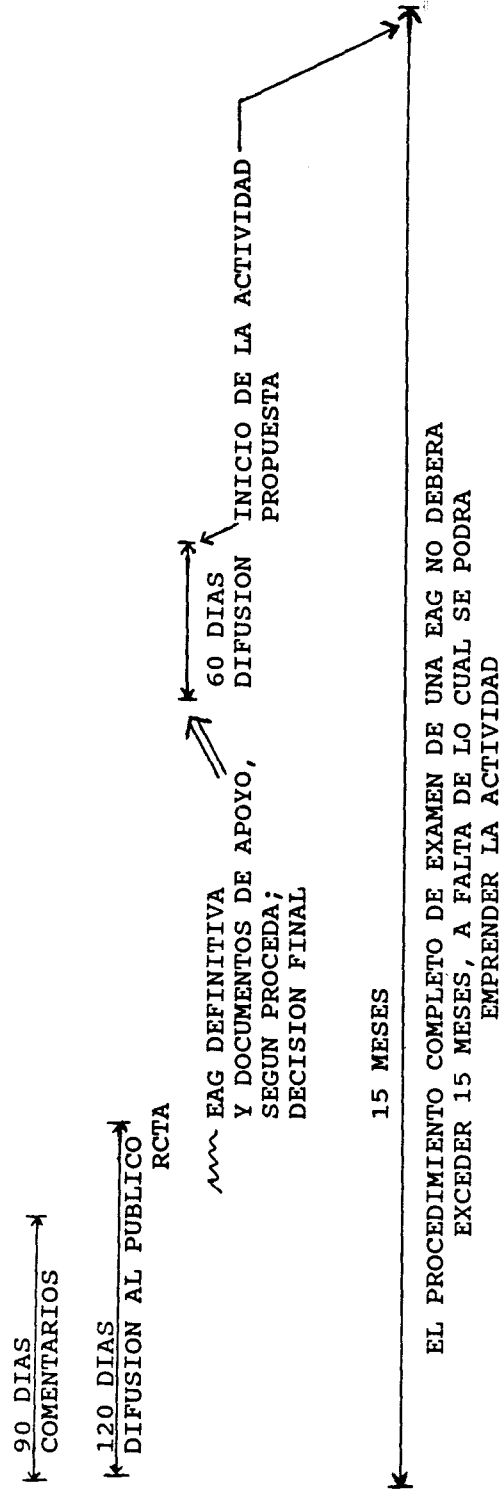 90 DIAS
COMENTARIOS
120 DIAS
DIFUSION AL PUBLICO
RCTA
EAG DEFINITIVA
Y DOCUMENTOS DE APOYO,
SEGUN PROCEDA;
DECISION FINAL
60 DIAS
DIFUSION
INICIO DE LA ACTIVIDAD
PROPUESTA
15 MESES
EL PROCEDIMIENTO COMPLETO DE EXAMEN DE UNA EAG NO DEBERA
EXCEDER 15 MESES, A FALTA DE LO CUAL SE PODRA
EMPRENDER LA ACTIVIDAD